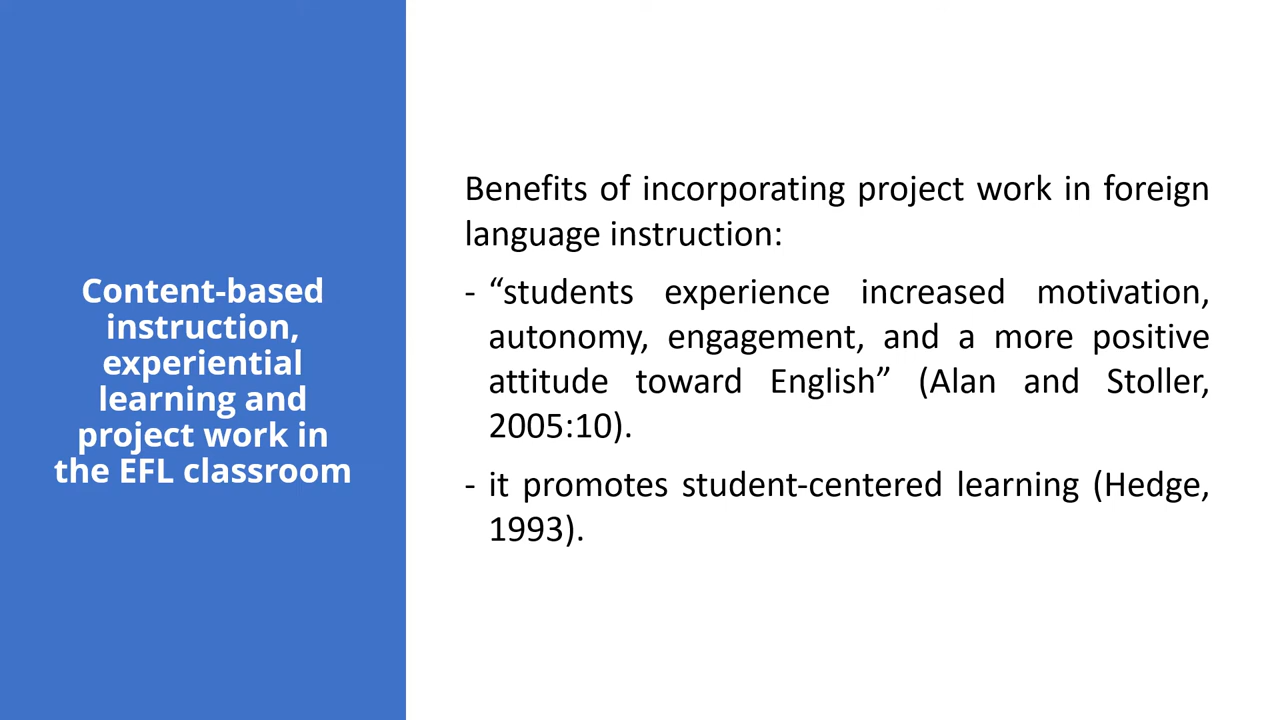 Content-based
instruction,
experiential
learning and
project work in
the EFL classroom
Benefits of incorporating project work in foreign
language instruction:
- “students experience increased motivation,
autonomy, engagement, and a more positive
attitude toward English” (Alan and Stoller,
2005:10).
- it promotes student-centered learning (Hedge,
1993).